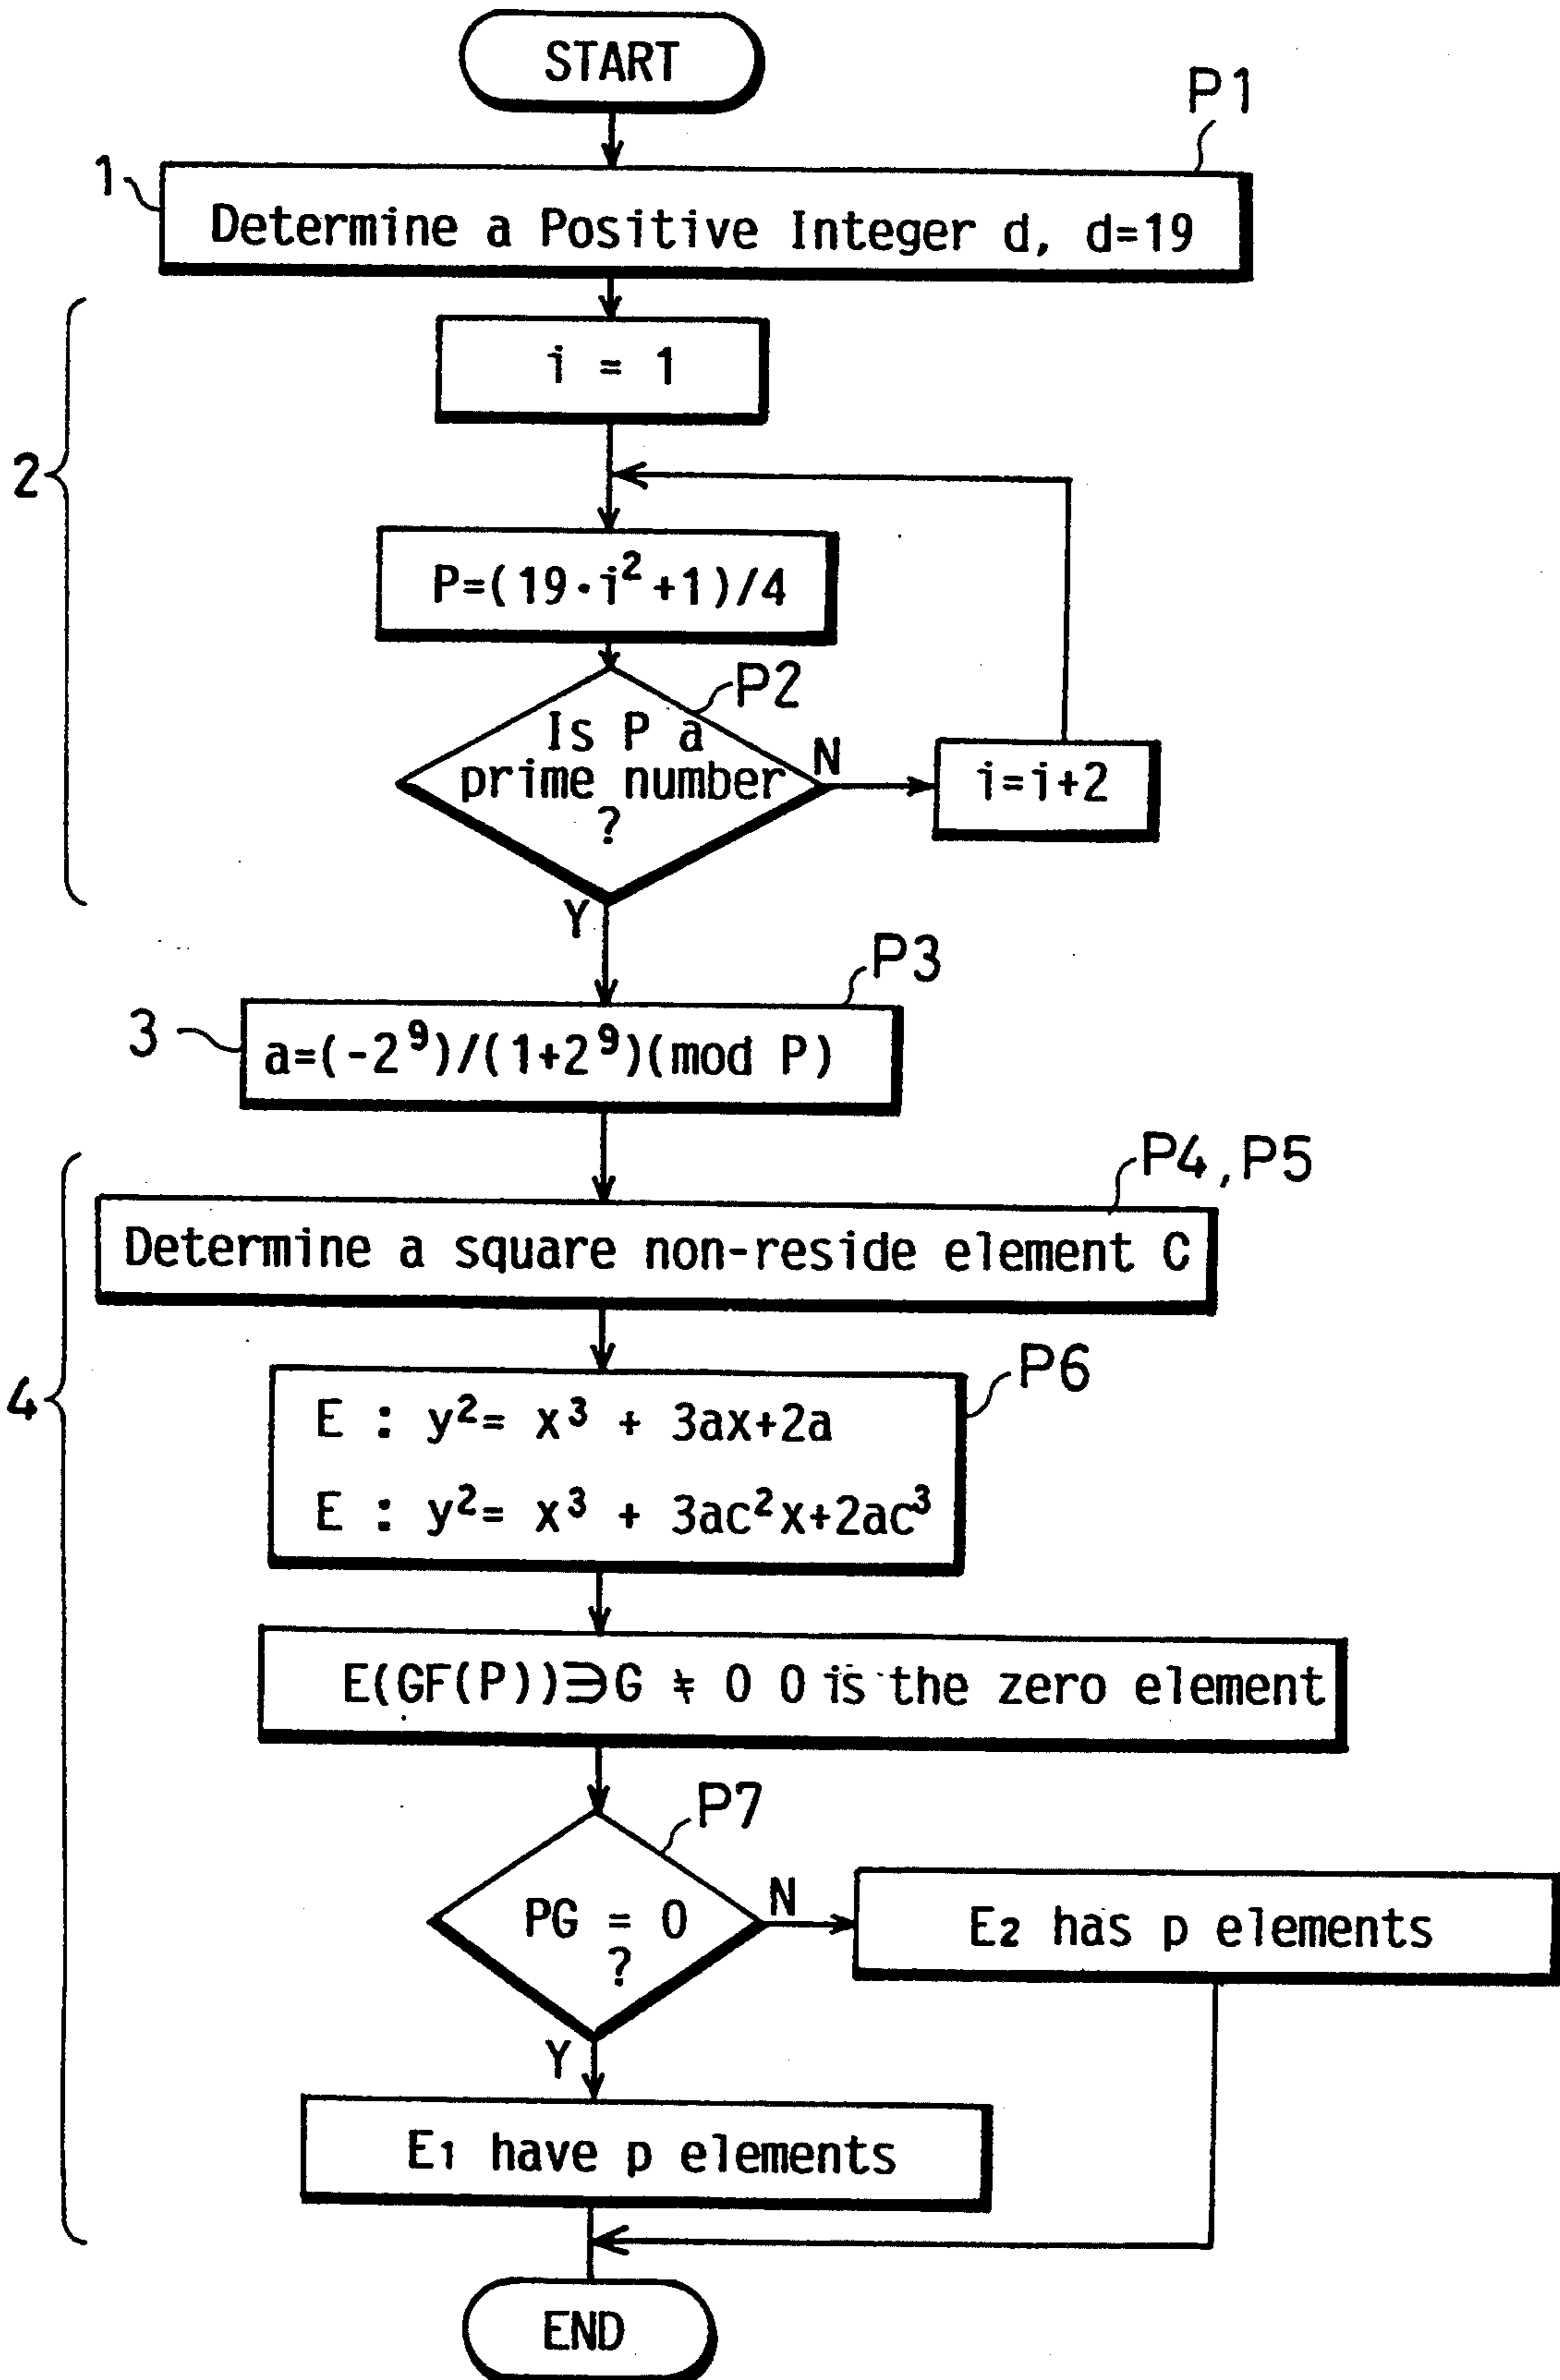 START
P1
1
Determine a Positive Integer d, d=19
i = 1
2
P=(19·i²+1)/4
P2
Is P a
prime number
?
N
i=i+2
Y
P3
3
a=(-2⁹)/(1+2⁹)(mod P)
P4,P5
Determine a square non-reside element C
4
P6
E : y²= x³ + 3ax+2a
E : y²= x³ + 3ac²x+2ac³
E(GF(P))∋G ≠ 0 0 is the zero element
P7
PG = 0
?
N
E₂ has p elements
Y
E₁ have p elements
END